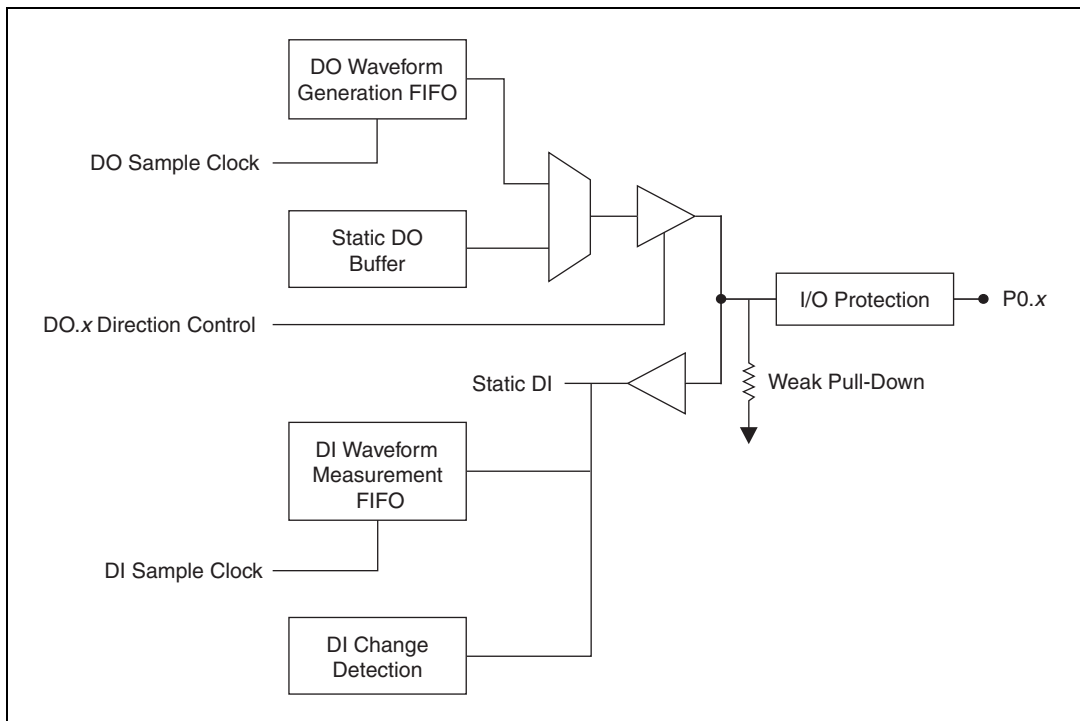 DO Waveform
Generation FIFO
DO Sample Clock
Static DO
Buffer
DO.x Direction Control
I/O Protection
P0.x
Static DI
Weak Pull-Down
DI Waveform
Measurement
FIFO
DI Sample Clock
DI Change
Detection